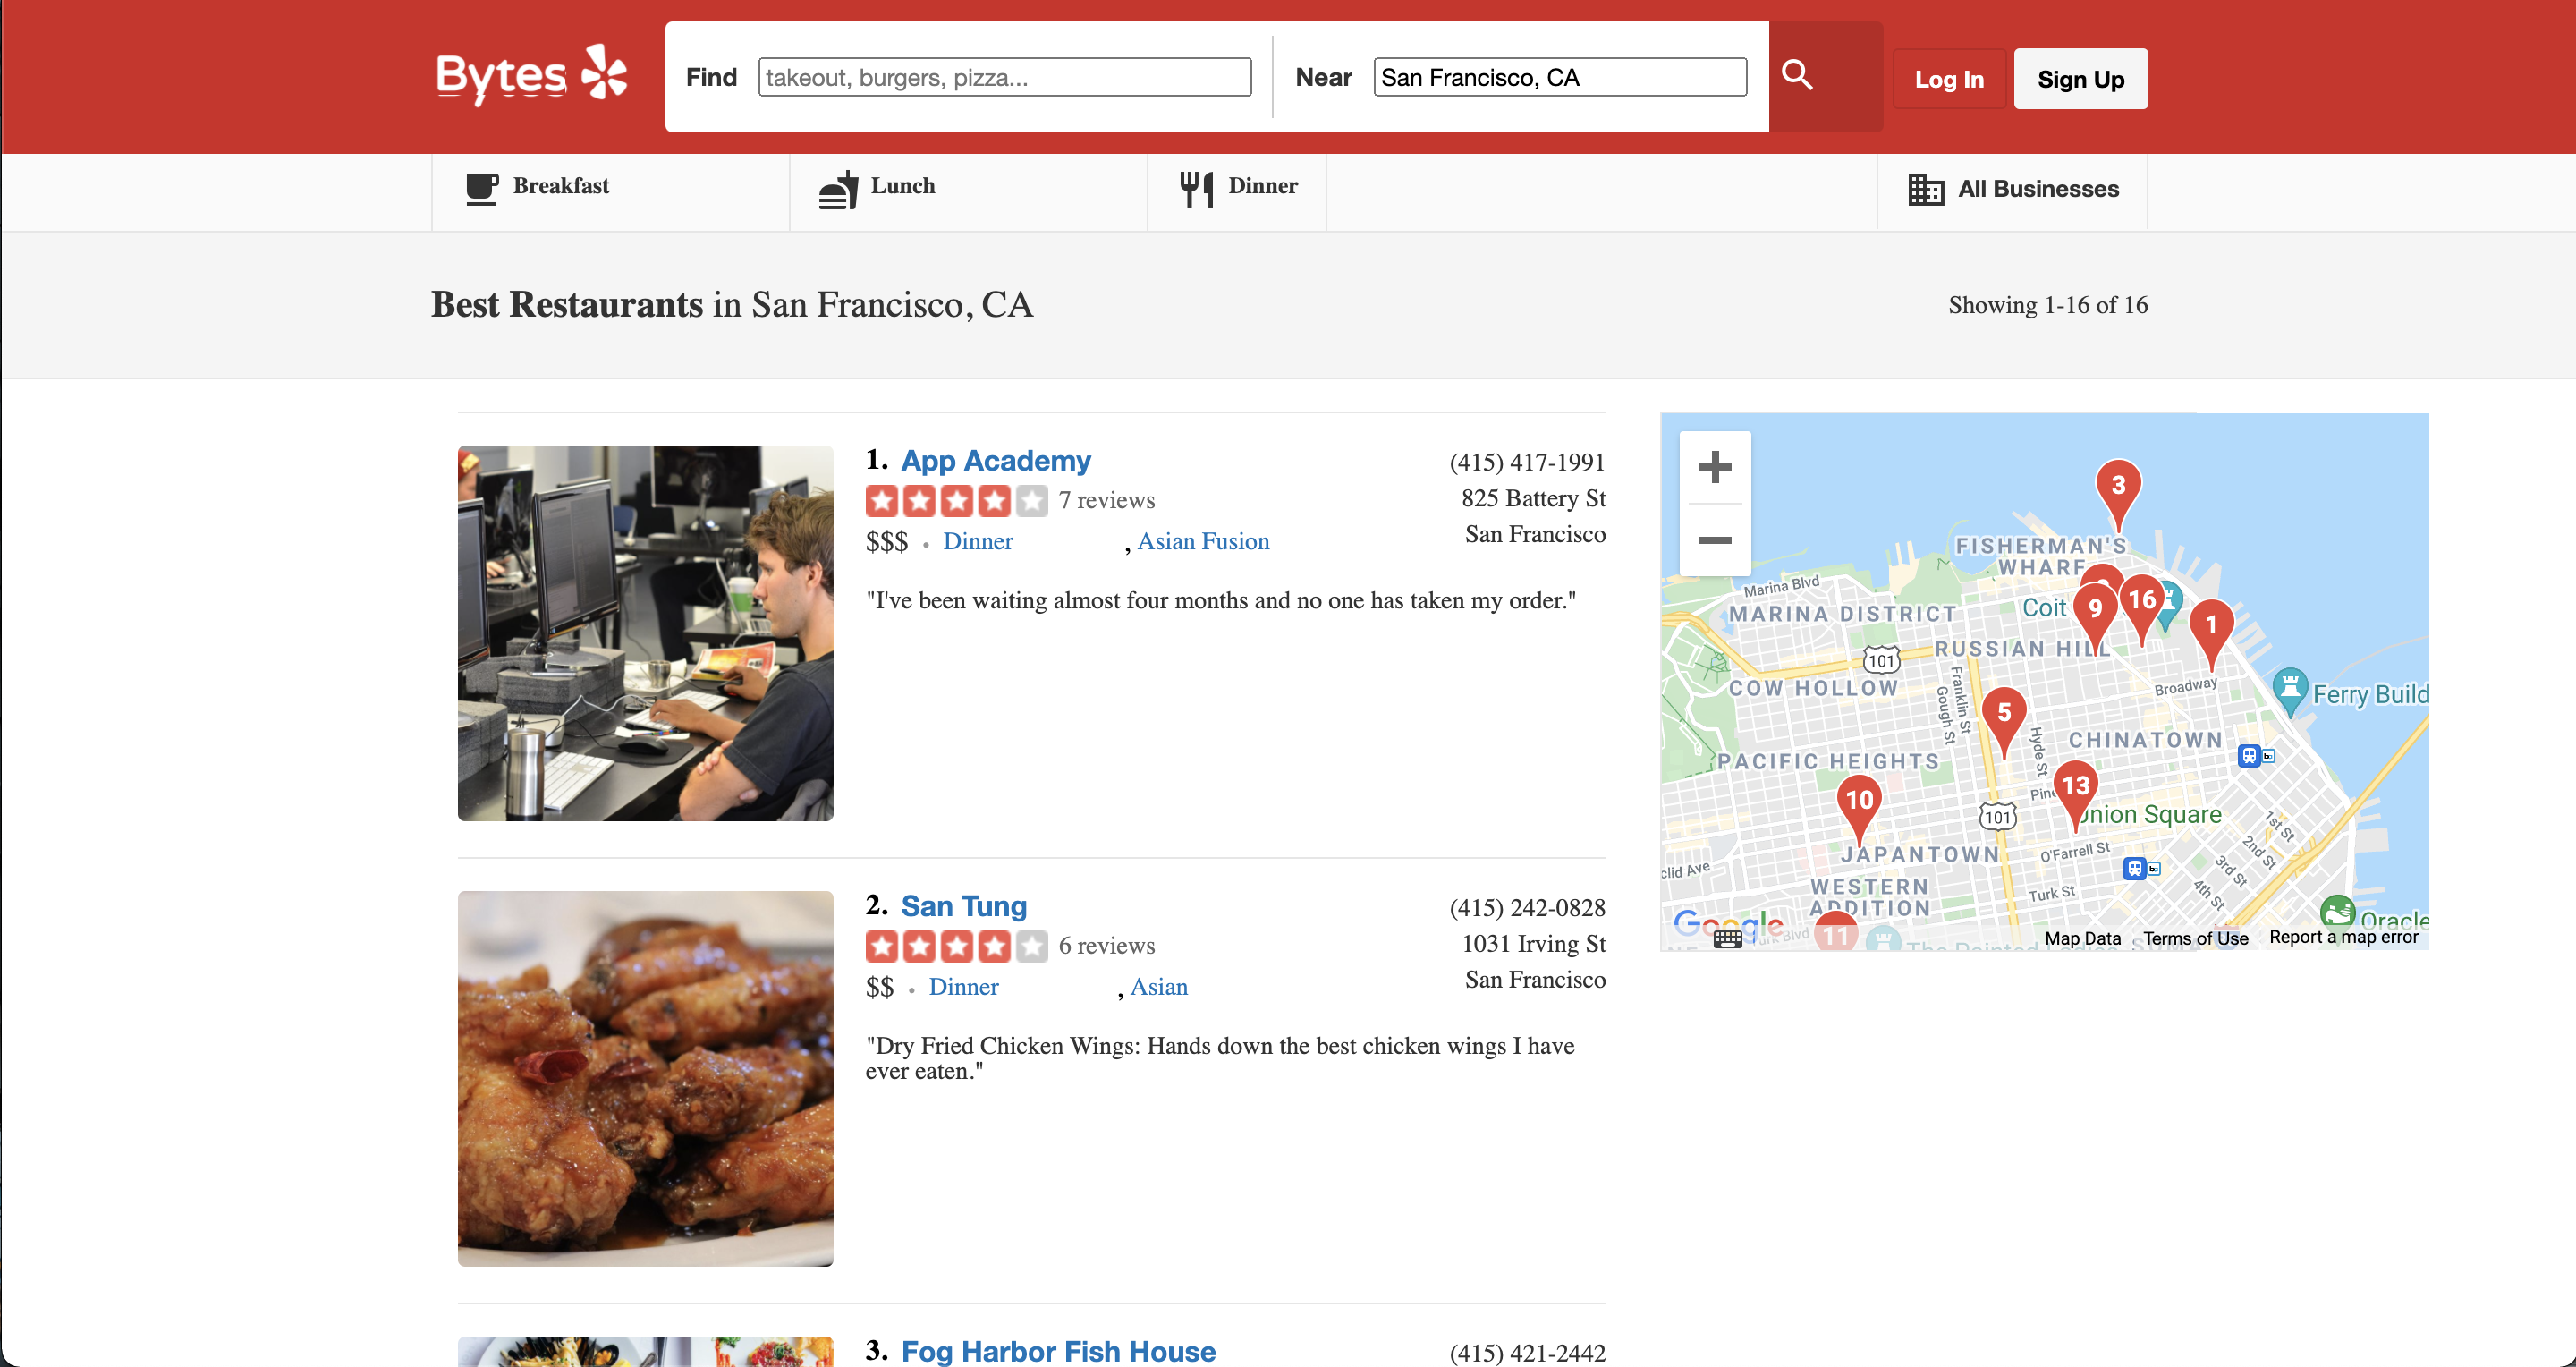 Bytes
Find takeout, burgers, pizza... Near San Francisco, CA
Log In
Sign Up
Breakfast
Lunch
Dinner
All Businesses
Best Restaurants in San Francisco, CA
Showing 1-16 of 16
1. App Academy
7 reviews
$$$ • Dinner , Asian Fusion
(415) 417-1991
825 Battery St
San Francisco
"I've been waiting almost four months and no one has taken my order."
2. San Tung
6 reviews
$$ • Dinner , Asian
(415) 242-0828
1031 Irving St
San Francisco
"Dry Fried Chicken Wings: Hands down the best chicken wings I have
ever eaten."
3. Fog Harbor Fish House
(415) 421-2442
+
−
3
FISHERMAN'S
WHARF
Marina Blvd
MARINA DISTRICT
Coit
9
16
1
RUSSIAN HILL
101
COW HOLLOW
Franklin St
Gough St
Broadway
Ferry Build
5
Hyde St
CHINATOWN
PACIFIC HEIGHTS
10
13
Pine
Union Square
101
1st St
JAPANTOWN
O'Farrell St
2nd St
clid Ave
3rd St
WESTERN
ADDITION
Turk St
4th St
Google
11
Oracle
Map Data
Terms of Use
Report a map error